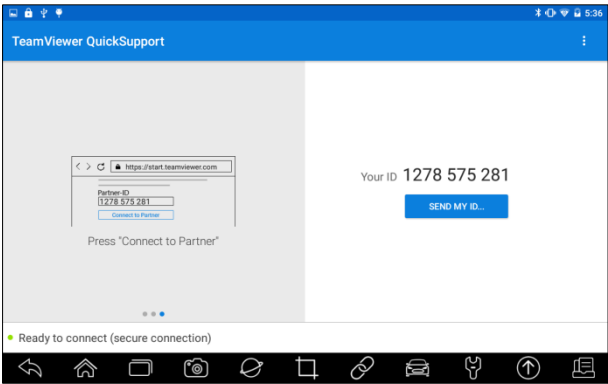 5:36
TeamViewer QuickSupport
https://start.teamviewer.com
Partner-ID
1278 575 281
Connect to Partner
Press "Connect to Partner"
Your ID 1278 575 281
SEND MY ID...
Ready to connect (secure connection)